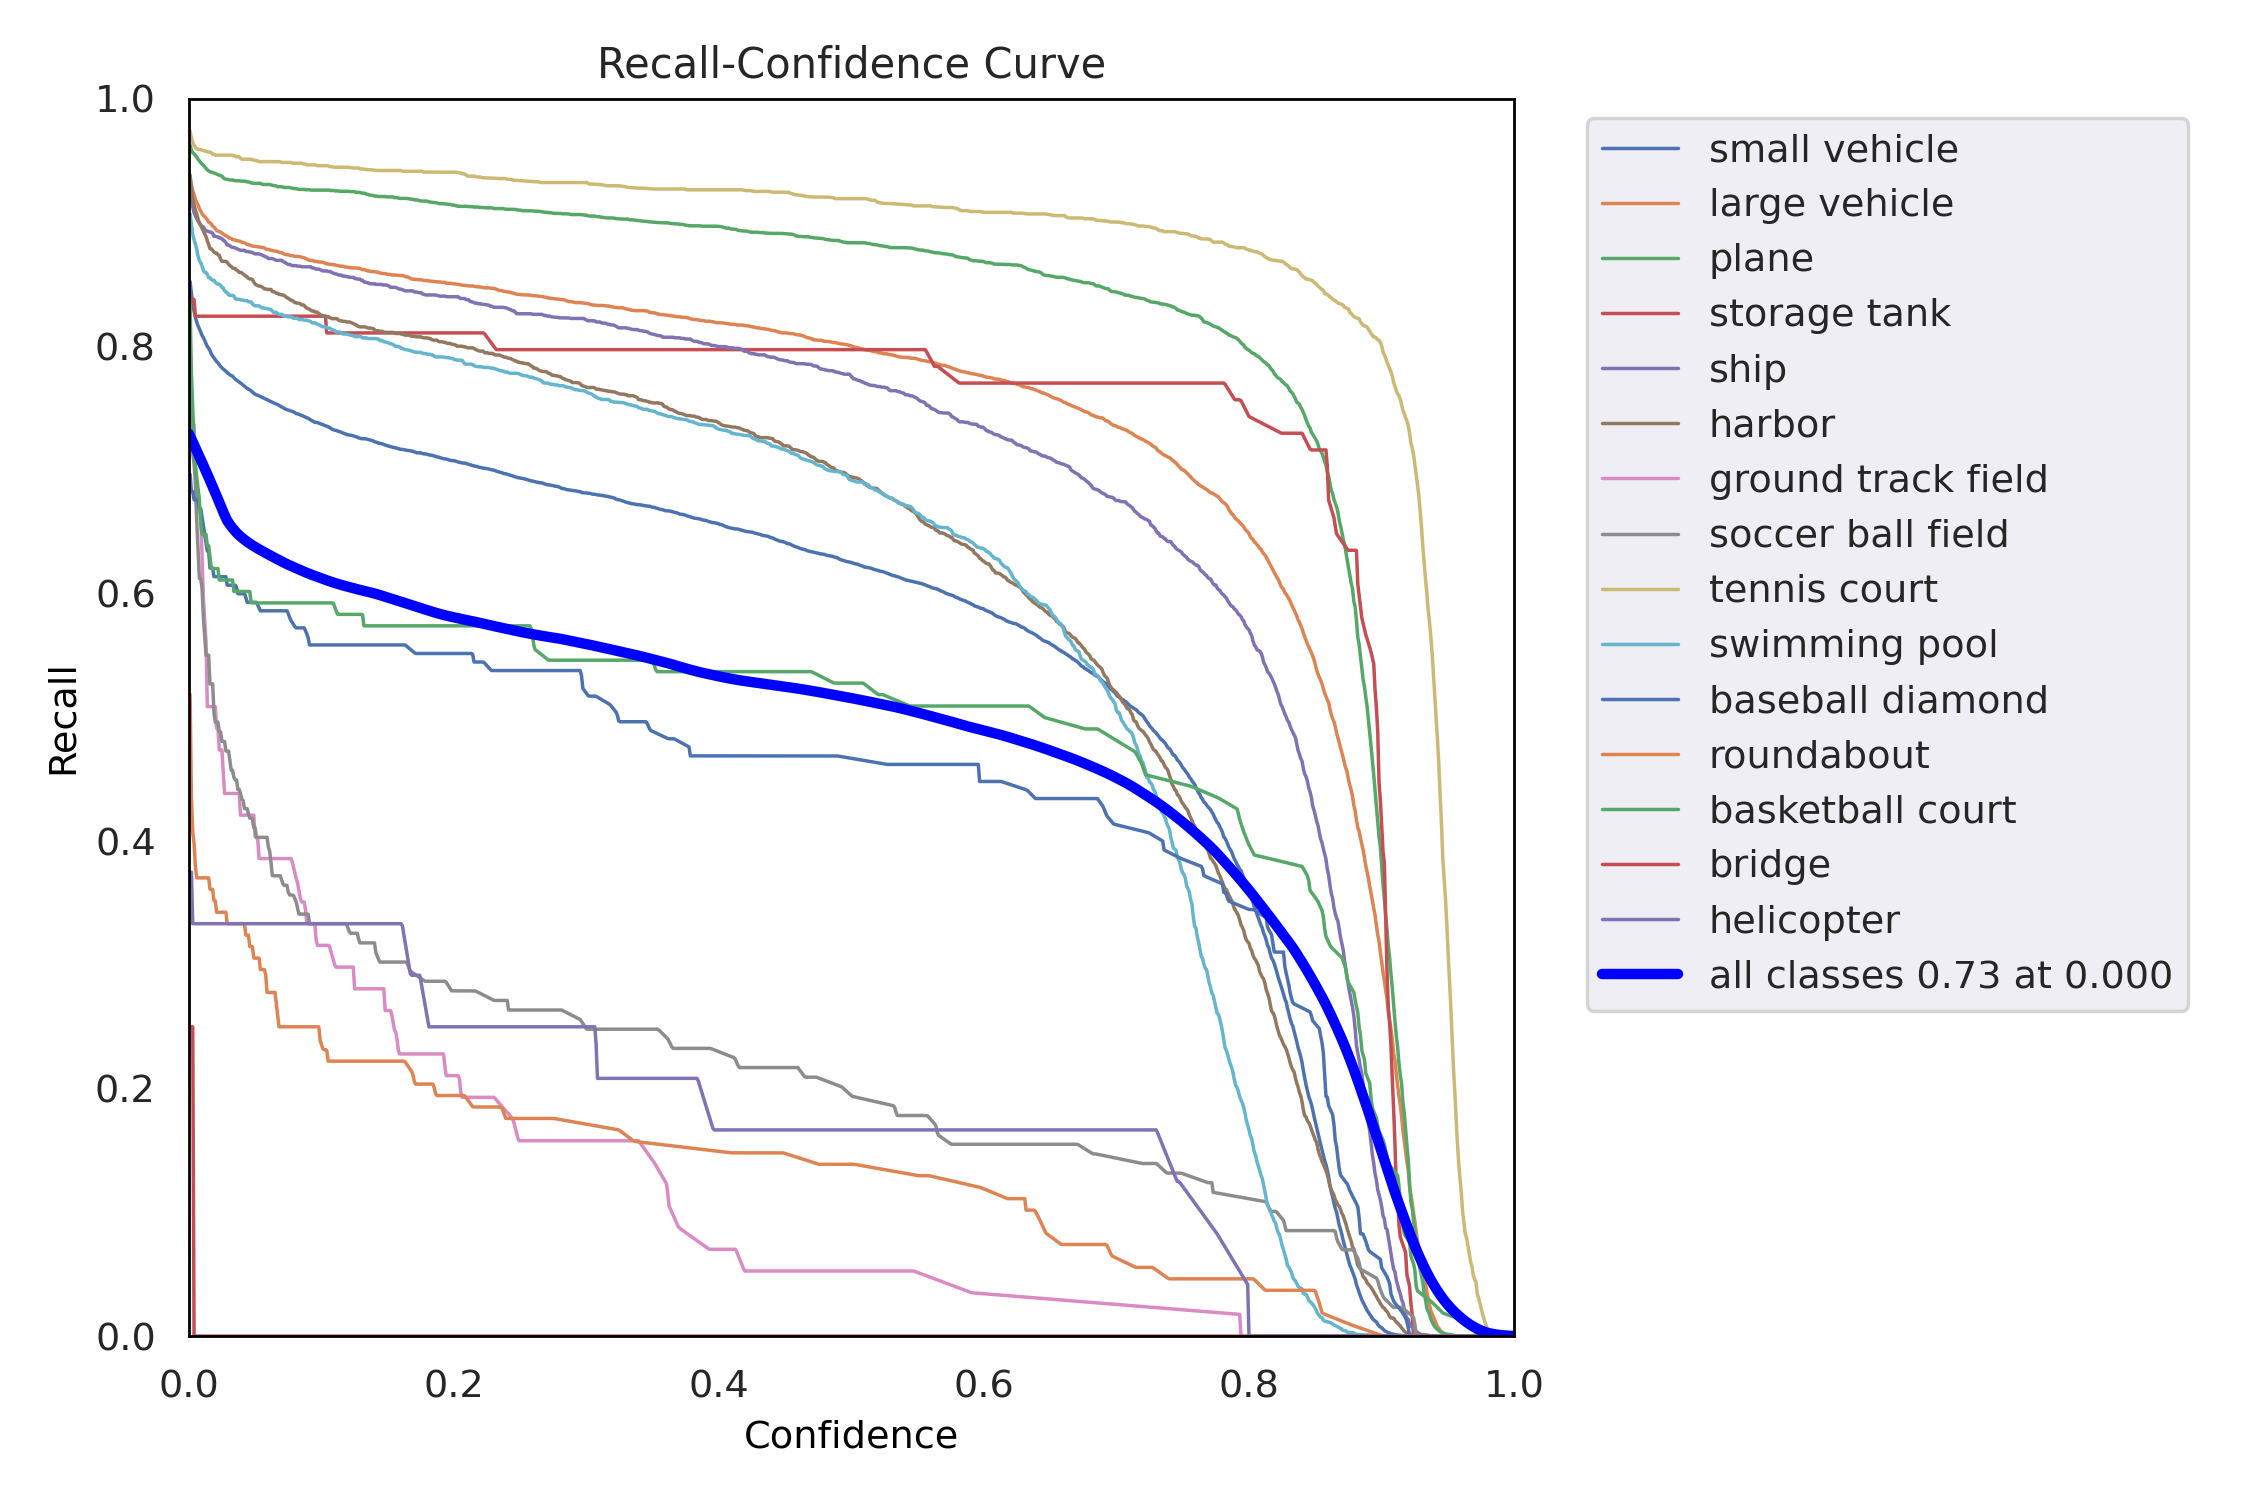 Recall-Confidence Curve
1.0
0.8
0.6
0.4
0.2
0.0
Recall
0.0 0.2 0.4 0.6 0.8 1.0
Confidence
small vehicle
large vehicle
plane
storage tank
ship
harbor
ground track field
soccer ball field
tennis court
swimming pool
baseball diamond
roundabout
basketball court
bridge
helicopter
all classes 0.73 at 0.000